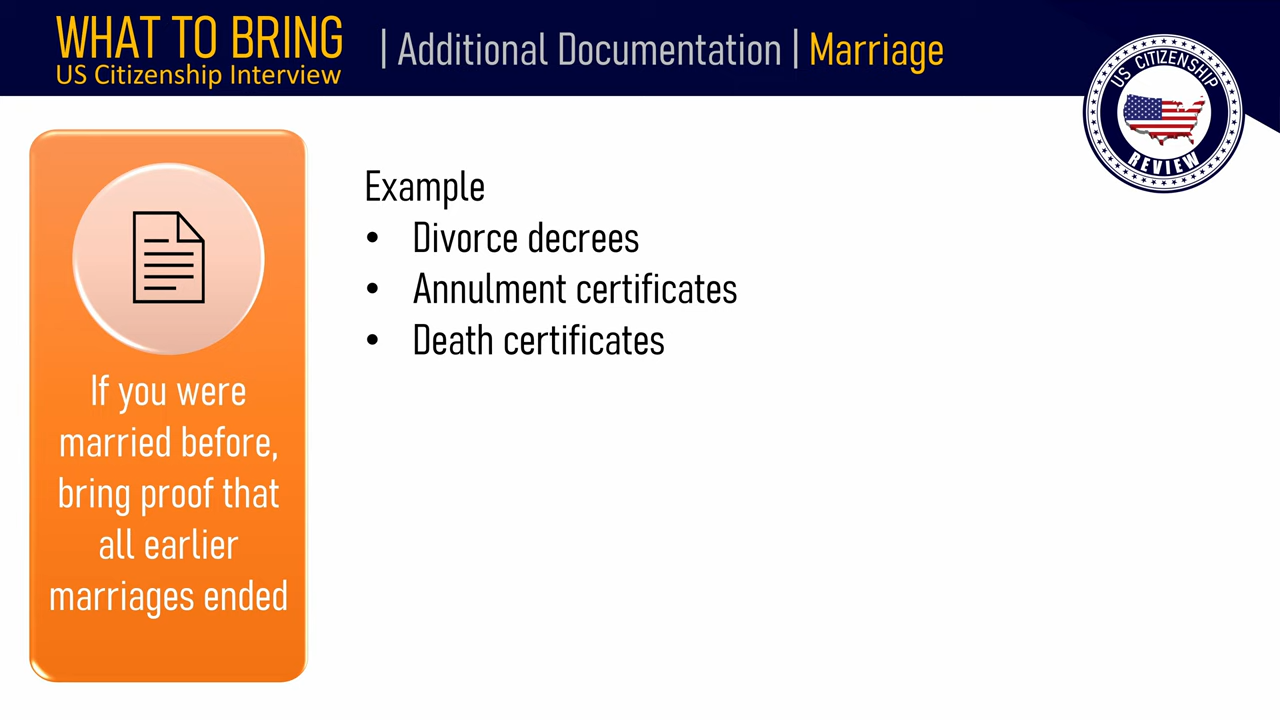 WHAT TO BRING
US Citizenship Interview
| Additional Documentation | Marriage
US CITIZENSHIP
REVIEW
If you were
married before,
bring proof that
all earlier
marriages ended
Example
• Divorce decrees
• Annulment certificates
• Death certificates